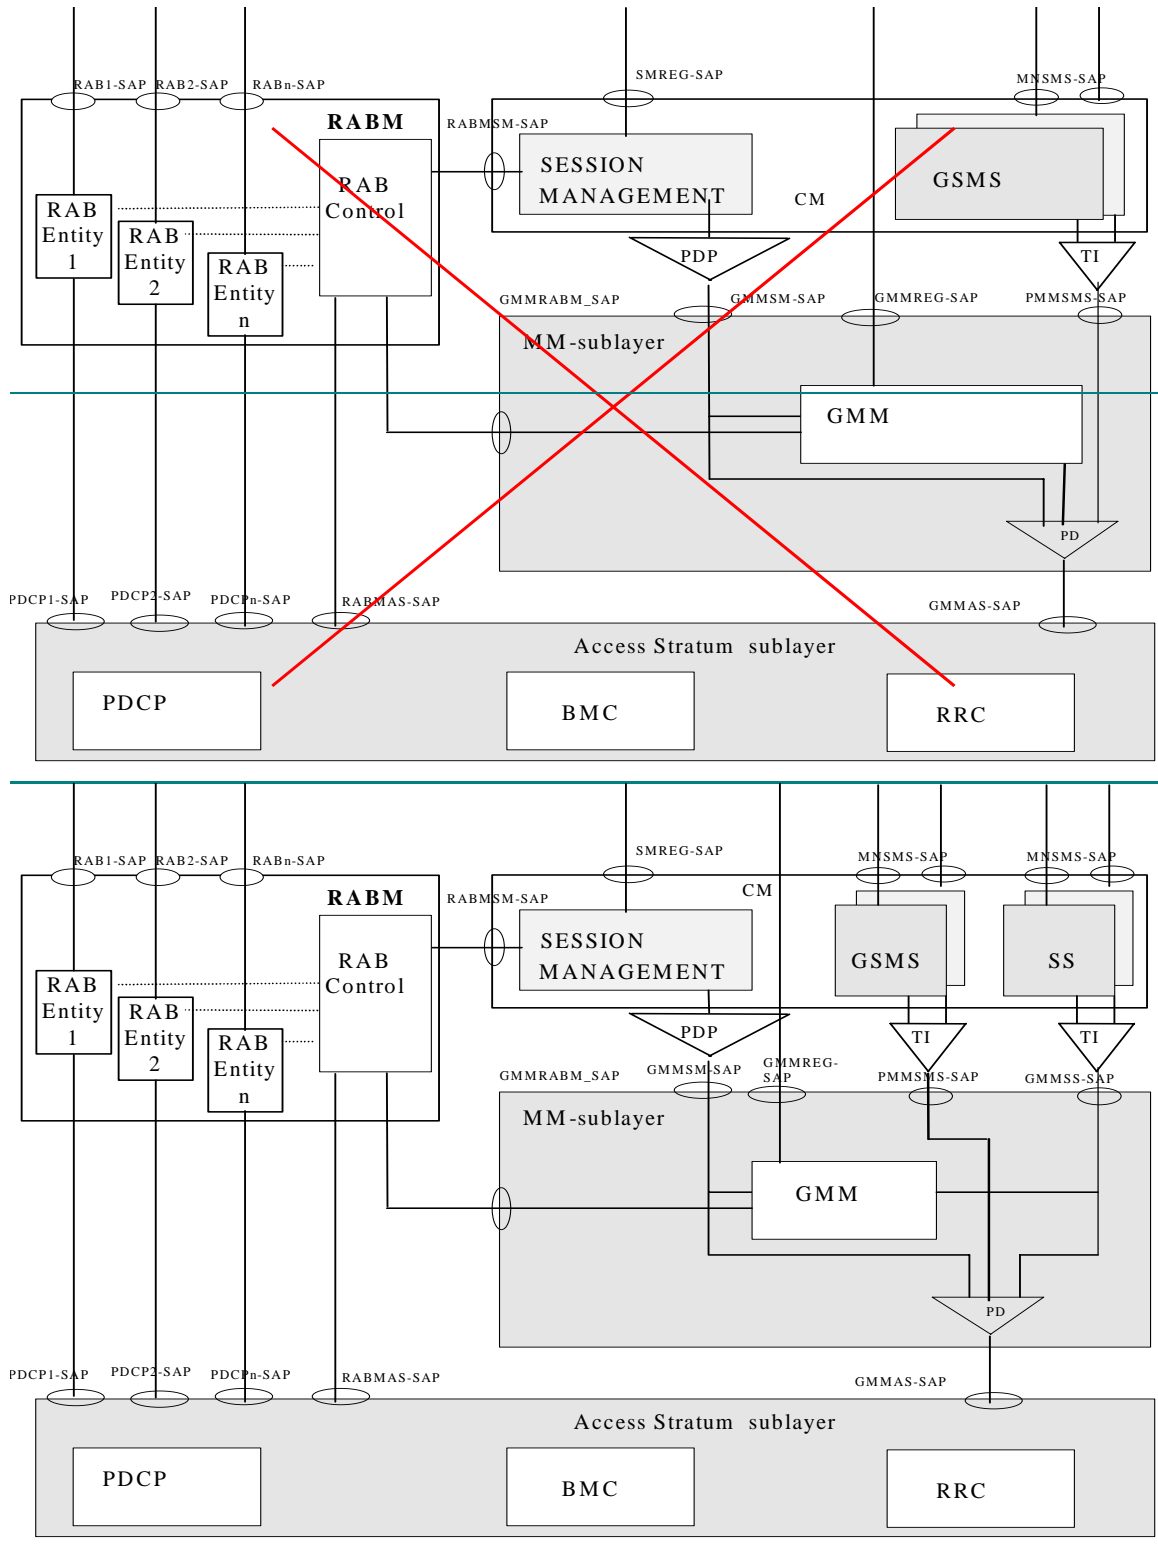 SMREG-SAP
RAB1-SAP RAB2-SAP RABn-SAP
MNSMS-SAP
RABM
RABMSM-SAP
SESSION
MANAGEMENT
RAB
Control
CM
GSMS
RAB
Entity
1
RAB
Entity
2
RAB
Entity
n
PDP
TI
GMMRABM_SAP
GMMSM-SAP
GMMREG-SAP
PMMSMS-SAP
MM-sublayer
GMM
PD
PDCP1-SAP
PDCP2-SAP
PDCPn-SAP
RABMAS-SAP
GMMAS-SAP
Access Stratum sublayer
PDCP
BMC
RRC
SMREG-SAP
RAB1-SAP RAB2-SAP RABn-SAP
MNSMS-SAP
MNSMS-SAP
RABM
RABMSM-SAP
CM
SESSION
MANAGEMENT
RAB
Control
GSMS
SS
RAB
Entity
1
RAB
Entity
2
RAB
Entity
n
PDP
TI
TI
GMMRABM_SAP
GMMSM-SAP
GMMREG-
SAP
PMMSMS-SAP
GMMSS-SAP
MM-sublayer
GMM
PD
PDCP1-SAP
PDCP2-SAP
PDCPn-SAP
RABMAS-SAP
GMMAS-SAP
Access Stratum sublayer
PDCP
BMC
RRC